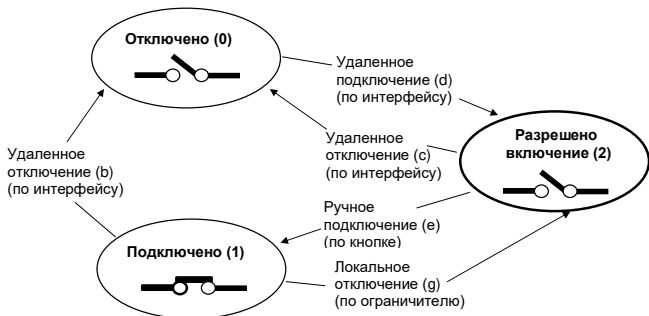 Отключено (0)
Удаленное
подключение (d)
(по интерфейсу)
Удаленное
отключение (b)
(по интерфейсу)
Удаленное
отключение (c)
(по интерфейсу)
Разрешено
включение (2)
Ручное
подключение (e)
(по кнопке)
Подключено (1)
Локальное
отключение (g)
(по ограничителю)